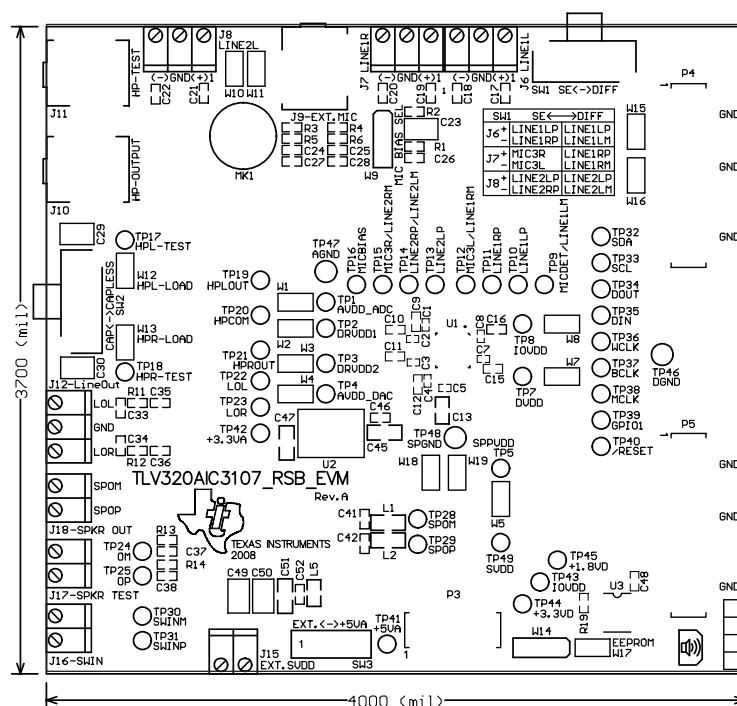 J8
LINE2L
J7 LINE1R
J6 LINE1L
SW1 SE<->DIFF
P4
HP-TEST
J11
(-)GND(+)1
C22
C21
W10
W11
(-)GND(+)
C20
C19
1
(-)GND(+)1
C18
C17
GND
J9-EXT.MIC
R3
R5
C24
C27
R4
R6
C25
C28
W9
MIC BIAS SEL
R2
C23
R1
C26
MK1
SW1 SE<->DIFF
J6 + LINE1LP LINE1LP
- LINE1RP LINE1LM
J7 + MIC3R LINE1RP
- MIC3L LINE1RM
J8 + LINE2LP LINE2LP
- LINE2RP LINE2LM
W15
W16
GND
HP-OUTPUT
J10
C29
TP17
HPL-TEST
W12
HPL-LOAD
CAP<->CAPLESS
SW2
W13
HPR-LOAD
TP18
HPR-TEST
C30
TP47
AGND
TP16
MICBIAS
TP15
MIC3R/LINE2RM
TP14
LINE2RP/LINE2LM
TP13
LINE2LP
TP12
MIC3L/LINE1RM
TP11
LINE1RP
TP10
LINE1LP
TP9
MICDET/LINE1LM
TP32
SDA
TP33
SCL
TP34
DOUT
TP35
DIN
TP36
WCLK
TP37
BCLK
TP38
MCLK
TP39
GPIO1
TP40
/RESET
GND
TP46
DGND
TP19
HPLOUT
TP20
HPCOM
TP21
HPROUT
TP22
LOL
TP23
LOR
TP42
+3.3VA
W1
TP1
AVDD_ADC
TP2
DRVDD1
W2
W3
TP3
DRVDD2
W4
TP4
AVDD_DAC
C10
C9
C1
C2
U1
C8
C16
C11
C3
C7
C15
C12
C4
C5
C13
TP8
IOVDD
W8
TP7
DVDD
W7
3700 (mil)
J12-LineOut
LOL
GND
LOR
R11
C35
C33
C34
R12
C36
C47
C46
C45
U2
TP48
SPGND
W18
W19
SPPVDD
TP5
W5
TP49
SVDD
P5
GND
GND
TLV320AIC3107_RSB_EVM
Rev.A
SPOM
SPOP
J18-SPKR OUT
TP24
OM
TP25
OP
J17-SPKR TEST
R13
C37
R14
C38
TEXAS INSTRUMENTS
2008
C41
L1
TP28
SPOM
C42
L2
TP29
SPOP
TP45
+1.8VD
TP43
IOVDD
TP44
+3.3VD
U3
C48
R19
GND
GND
TP30
SWINM
TP31
SWINP
J16-SWIN
C49
C50
C51
C52
L5
J15
EXT.SVDD
EXT.<->+5VA
1
SW3
TP41
+5VA
P3
1
W14
EEPROM
W17
4000 (mil)